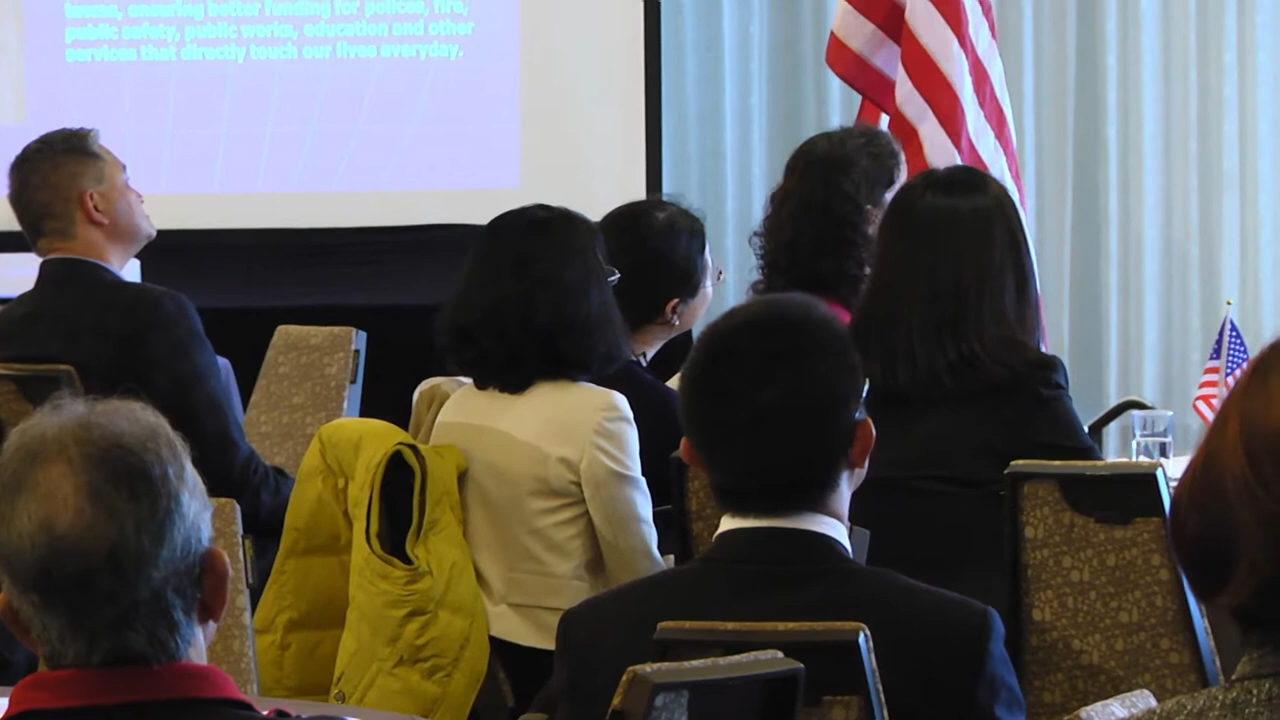 towns, ensuring better funding for polices, fire,
public safety, public works, education and other
services that directly touch our lives everyday.